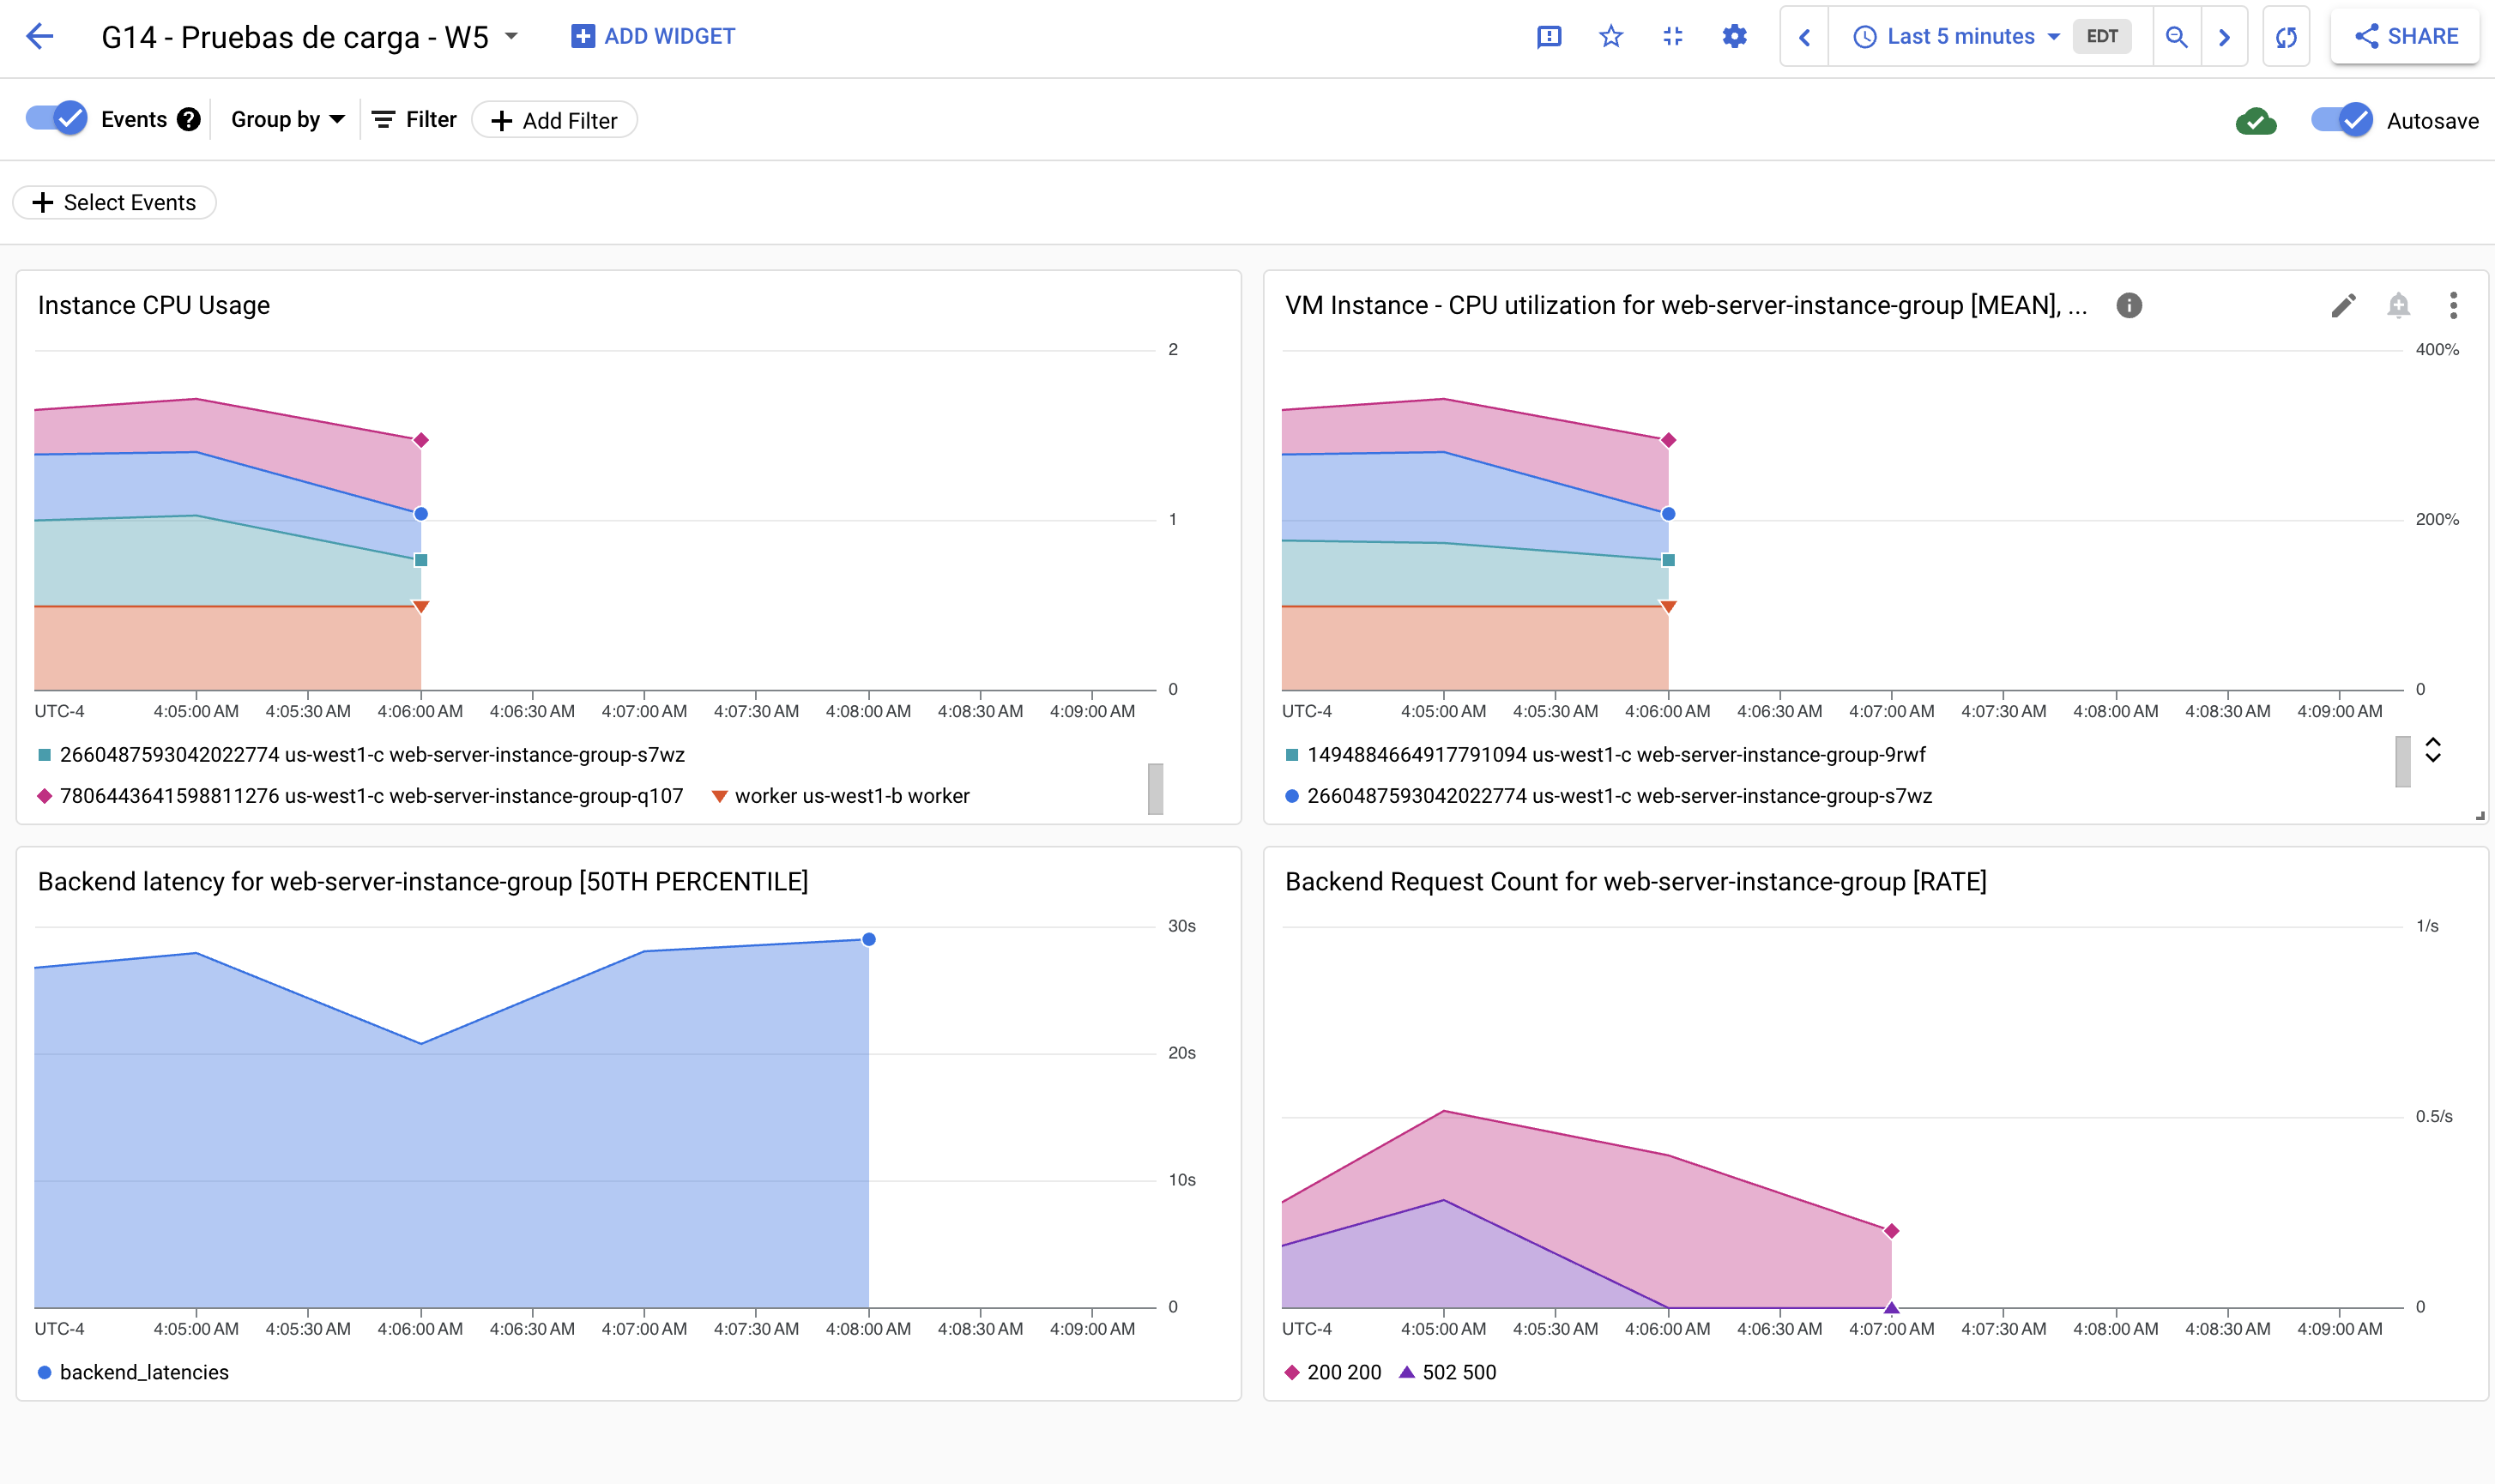 G14 - Pruebas de carga - W5 ADD WIDGET Last 5 minutes EDT SHARE
Events Group by Filter Add Filter Autosave
Select Events
Instance CPU Usage
2
1
0
UTC-4 4:05:00 AM 4:05:30 AM 4:06:00 AM 4:06:30 AM 4:07:00 AM 4:07:30 AM 4:08:00 AM 4:08:30 AM 4:09:00 AM
2660487593042022774 us-west1-c web-server-instance-group-s7wz
7806443641598811276 us-west1-c web-server-instance-group-q107 worker us-west1-b worker
VM Instance - CPU utilization for web-server-instance-group [MEAN], ...
400%
200%
0
UTC-4 4:05:00 AM 4:05:30 AM 4:06:00 AM 4:06:30 AM 4:07:00 AM 4:07:30 AM 4:08:00 AM 4:08:30 AM 4:09:00 AM
1494884664917791094 us-west1-c web-server-instance-group-9rwf
2660487593042022774 us-west1-c web-server-instance-group-s7wz
Backend latency for web-server-instance-group [50TH PERCENTILE]
30s
20s
10s
0
UTC-4 4:05:00 AM 4:05:30 AM 4:06:00 AM 4:06:30 AM 4:07:00 AM 4:07:30 AM 4:08:00 AM 4:08:30 AM 4:09:00 AM
backend_latencies
Backend Request Count for web-server-instance-group [RATE]
1/s
0.5/s
0
UTC-4 4:05:00 AM 4:05:30 AM 4:06:00 AM 4:06:30 AM 4:07:00 AM 4:07:30 AM 4:08:00 AM 4:08:30 AM 4:09:00 AM
200 200 502 500